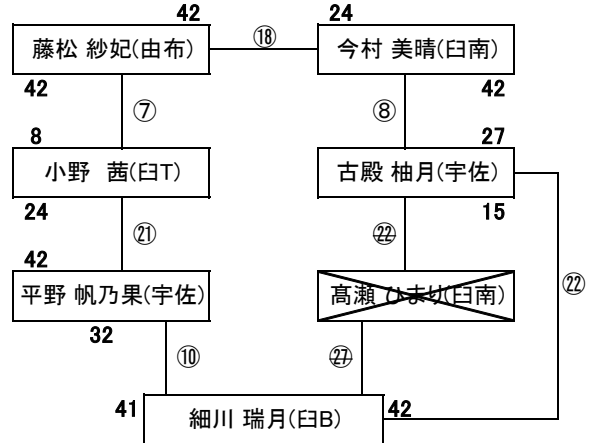 42 24
藤松 紗妃(由布) ⑱ 今村 美晴(臼南)
42 42
⑦ ⑧
8 27
小野 茜(臼T) 古殿 柚月(宇佐)
24 15
㉑ ㉒
42
平野 帆乃果(宇佐) 髙瀬 ひまり(臼南) ㉒
32
⑩ ㉗
41 細川 瑞月(臼B) 42